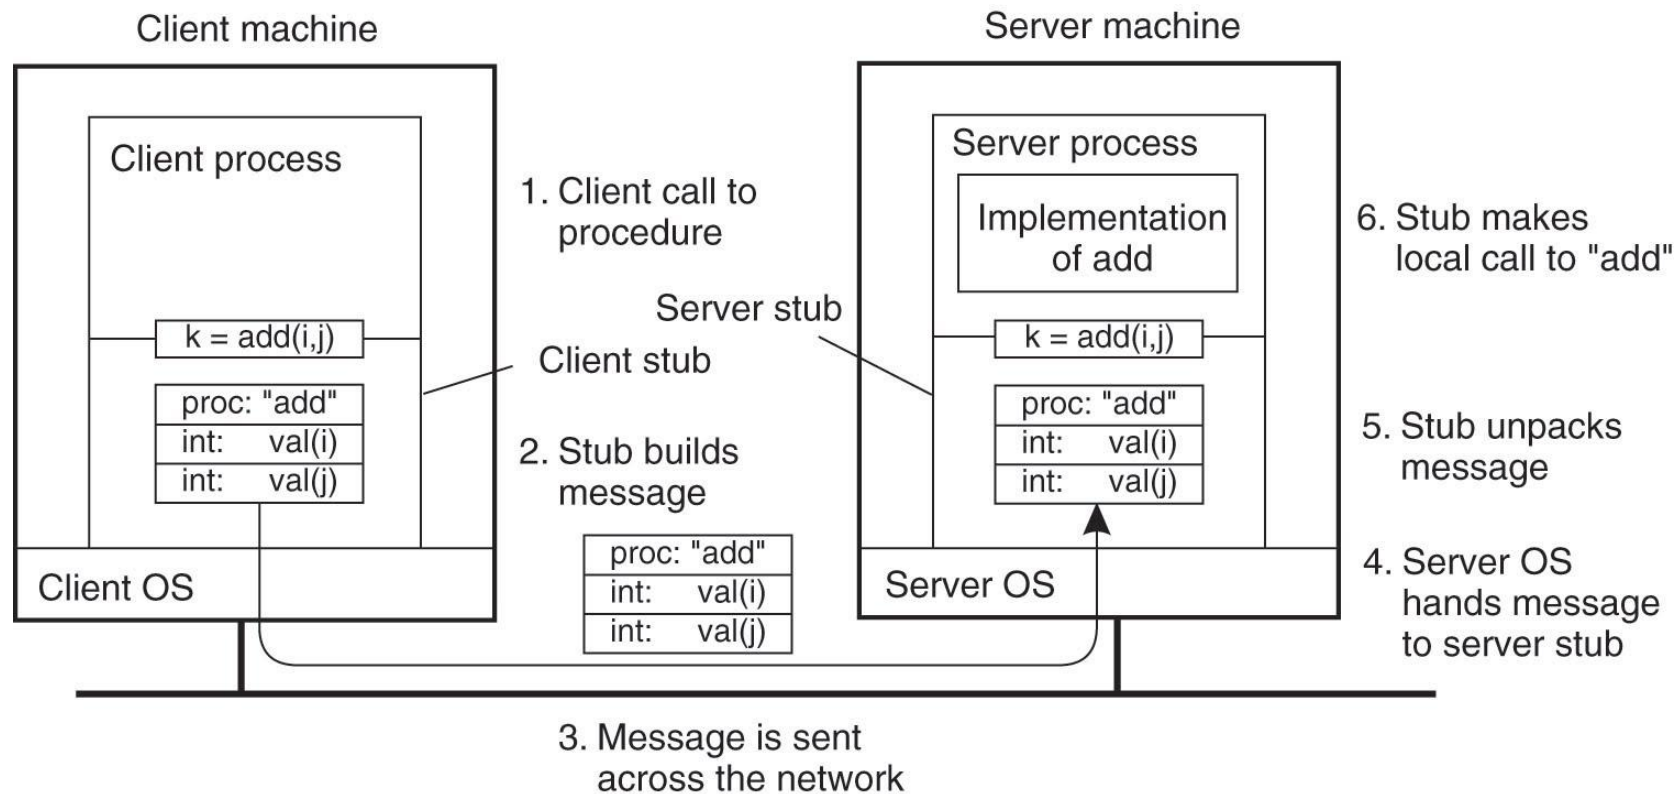 Client machine
Server machine
Client process
1. Client call to
procedure
k = add(i,j)
Client stub
proc: "add"
int: val(i)
int: val(j)
2. Stub builds
message
proc: "add"
int: val(i)
int: val(j)
Client OS
3. Message is sent
across the network
Server process
Implementation
of add
6. Stub makes
local call to "add"
Server stub
k = add(i,j)
proc: "add"
int: val(i)
int: val(j)
5. Stub unpacks
message
Server OS
4. Server OS
hands message
to server stub